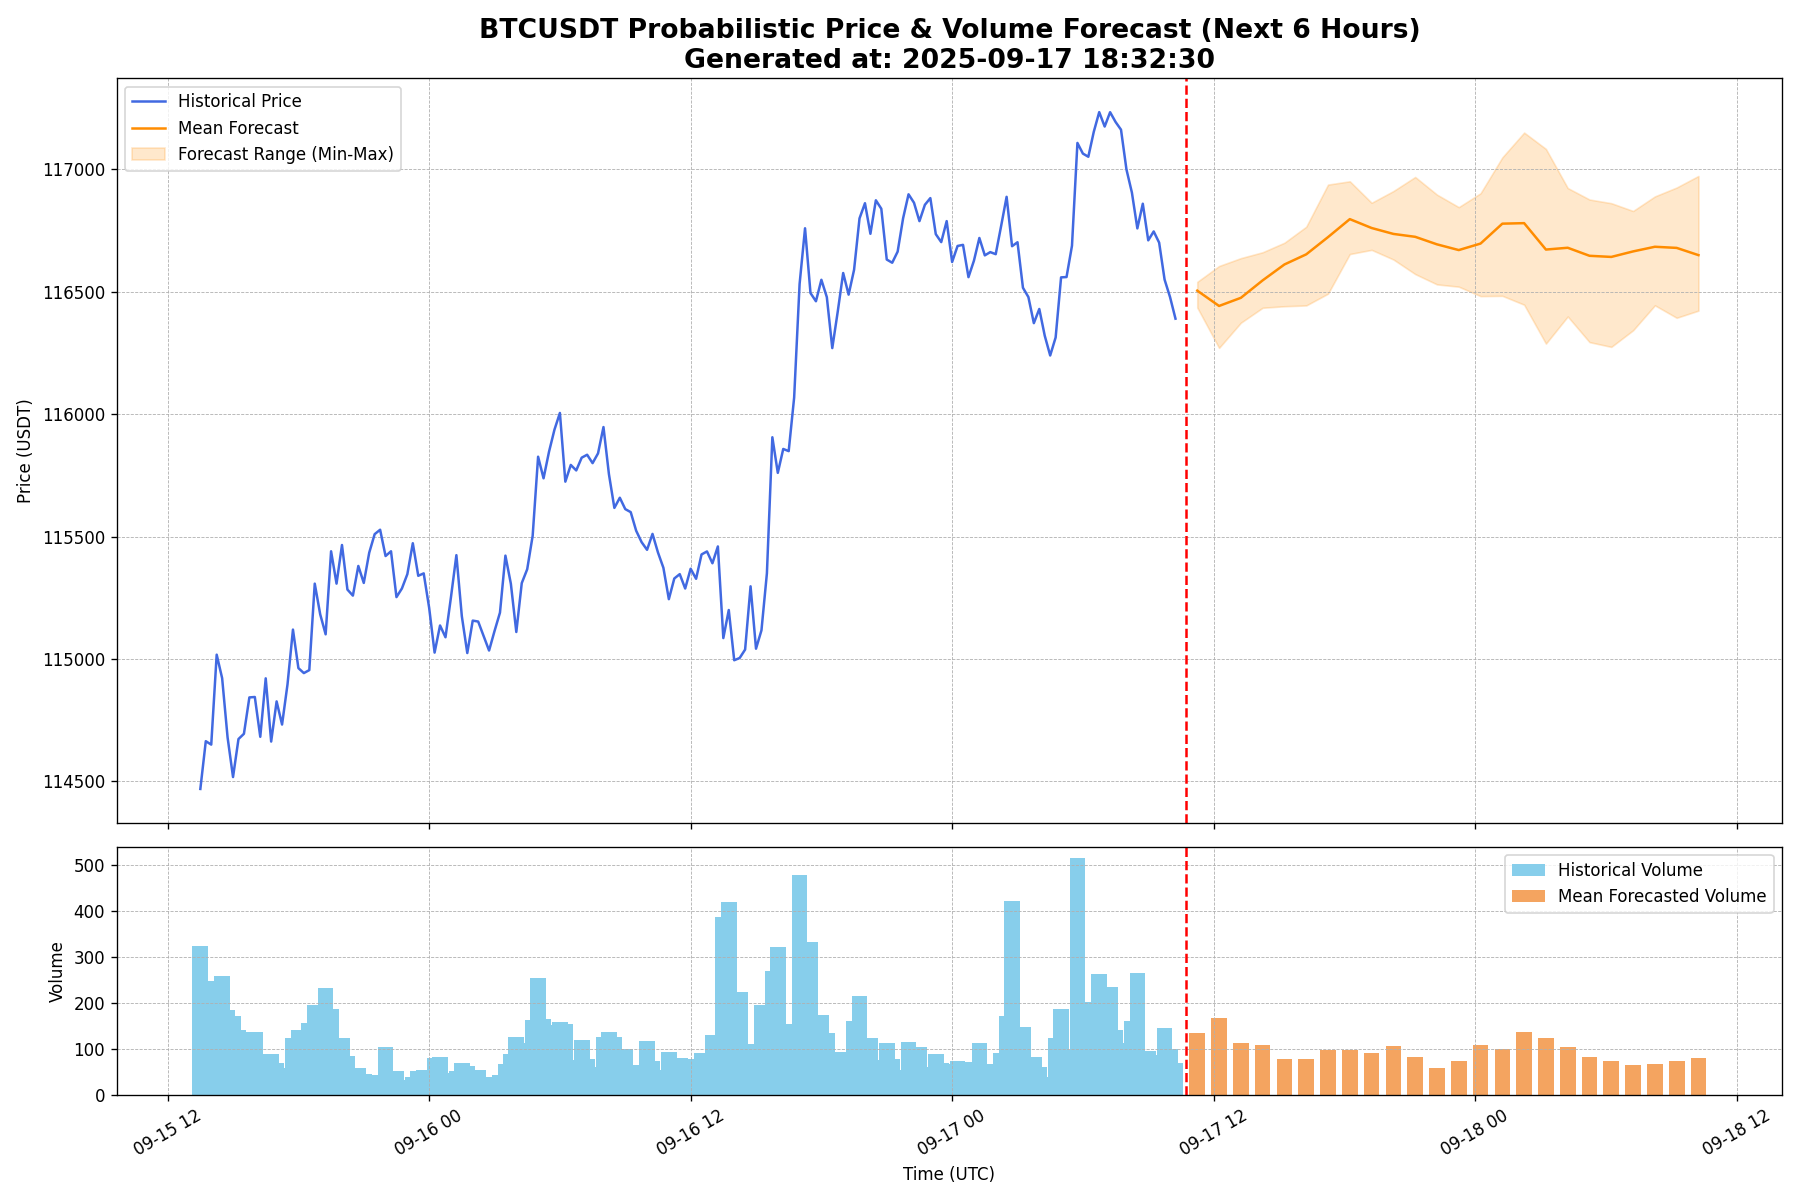 BTCUSDT Probabilistic Price & Volume Forecast (Next 6 Hours)
Generated at: 2025-09-17 18:32:30
Historical Price
Mean Forecast
Forecast Range (Min-Max)
117000
116500
116000
115500
115000
114500
Price (USDT)
Historical Volume
Mean Forecasted Volume
500
400
300
200
100
0
Volume
09-15 12
09-16 00
09-16 12
09-17 00
09-17 12
09-18 00
09-18 12
Time (UTC)